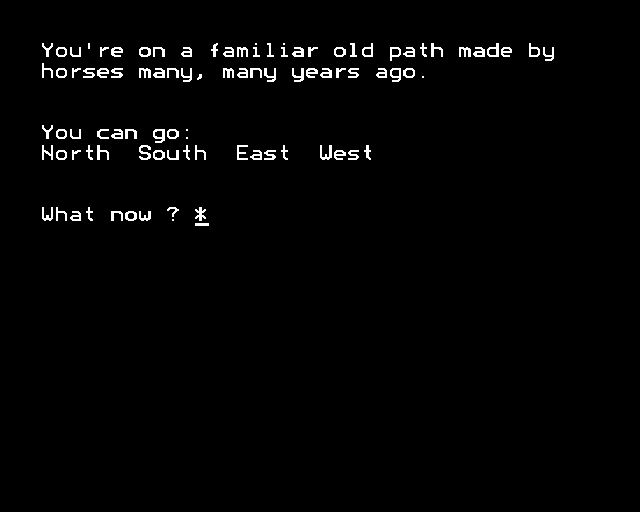 You're on a familiar old path made by
horses many, many years ago.
You can go:
North South East West
What now ? *